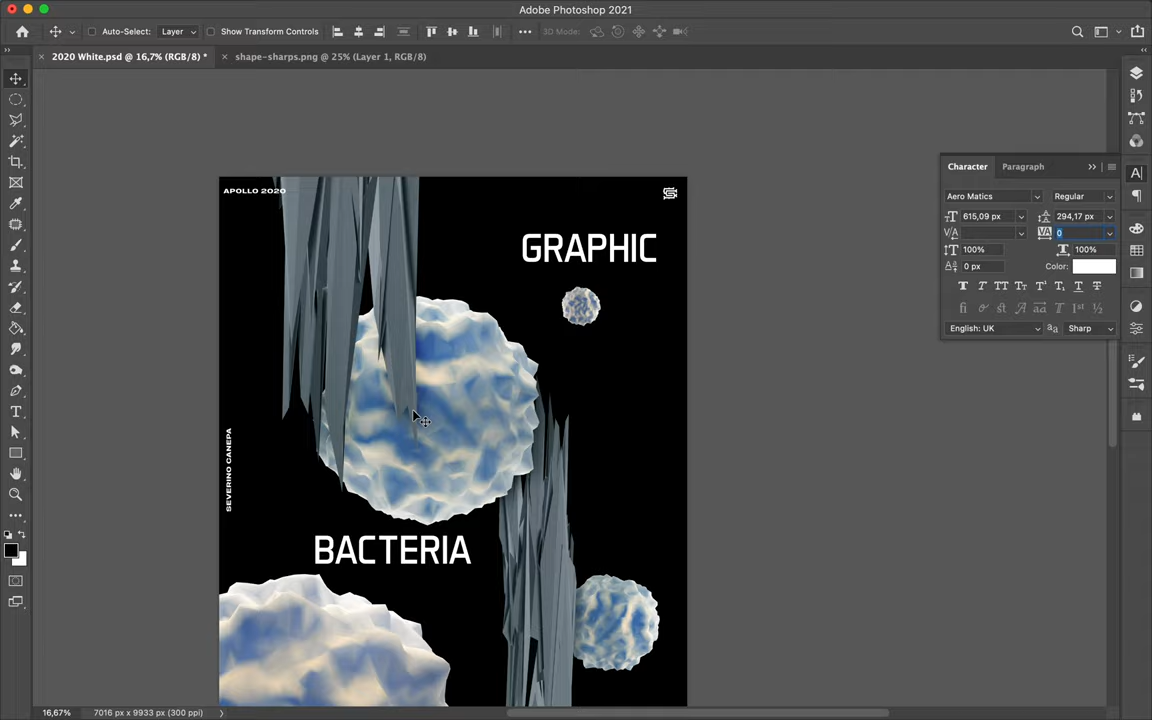 Adobe Photoshop 2021
Auto-Select: Layer Show Transform Controls 3D Mode:
2020 White.psd @ 16,7% (RGB/8) * shape-sharps.png @ 25% (Layer 1, RGB/8)
Character Paragraph
Aero Matics Regular
615,09 px 294,17 px
0
100% 100%
0 px Color:
English: UK Sharp
APOLLO 2020
GRAPHIC
SEVERINO CANEPA
BACTERIA
16,67% 7016 px x 9933 px (300 ppi)